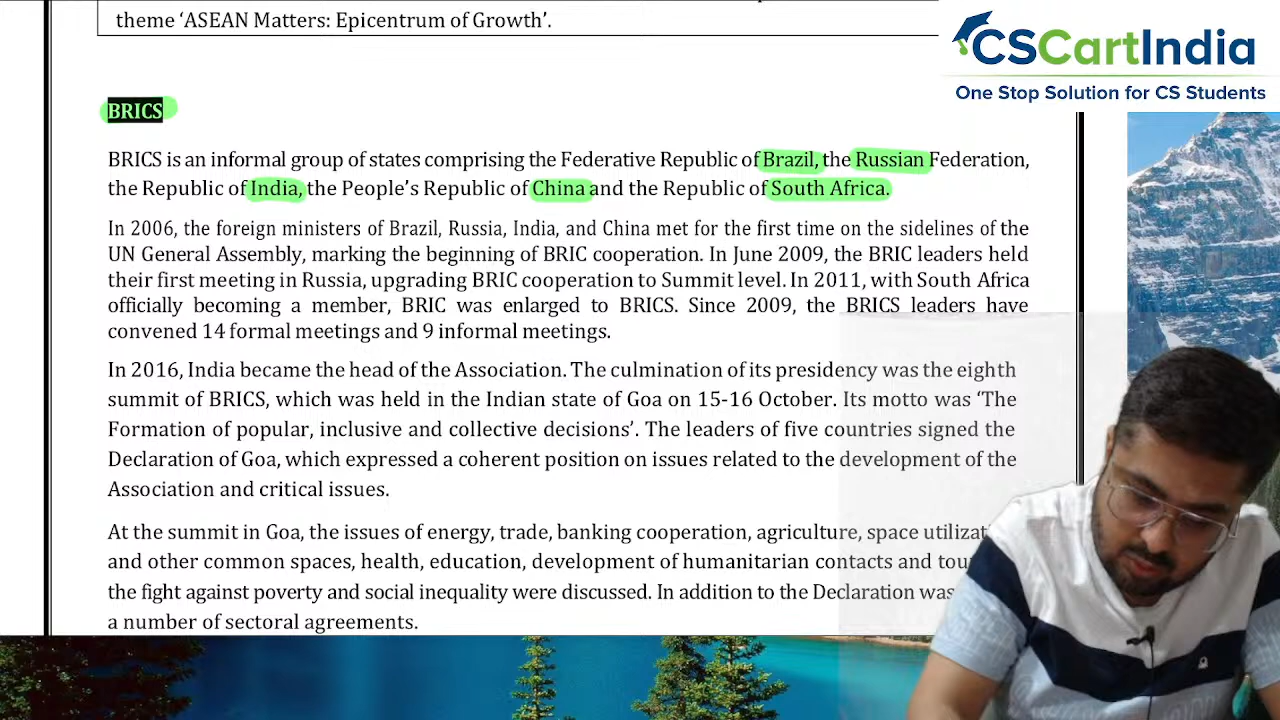 theme ‘ASEAN Matters: Epicentrum of Growth’.
CSCartIndia
One Stop Solution for CS Students
BRICS
BRICS is an informal group of states comprising the Federative Republic of Brazil, the Russian Federation,
the Republic of India, the People’s Republic of China and the Republic of South Africa.
In 2006, the foreign ministers of Brazil, Russia, India, and China met for the first time on the sidelines of the
UN General Assembly, marking the beginning of BRIC cooperation. In June 2009, the BRIC leaders held
their first meeting in Russia, upgrading BRIC cooperation to Summit level. In 2011, with South Africa
officially becoming a member, BRIC was enlarged to BRICS. Since 2009, the BRICS leaders have
convened 14 formal meetings and 9 informal meetings.
In 2016, India became the head of the Association. The culmination of its presidency was the eighth
summit of BRICS, which was held in the Indian state of Goa on 15-16 October. Its motto was ‘The
Formation of popular, inclusive and collective decisions’. The leaders of five countries signed the
Declaration of Goa, which expressed a coherent position on issues related to the development of the
Association and critical issues.
At the summit in Goa, the issues of energy, trade, banking cooperation, agriculture, space
and other common spaces, health, education, development of humanitarian contacts and
the fight against poverty and social inequality were discussed. In addition to the Declaration was
a number of sectoral agreements.